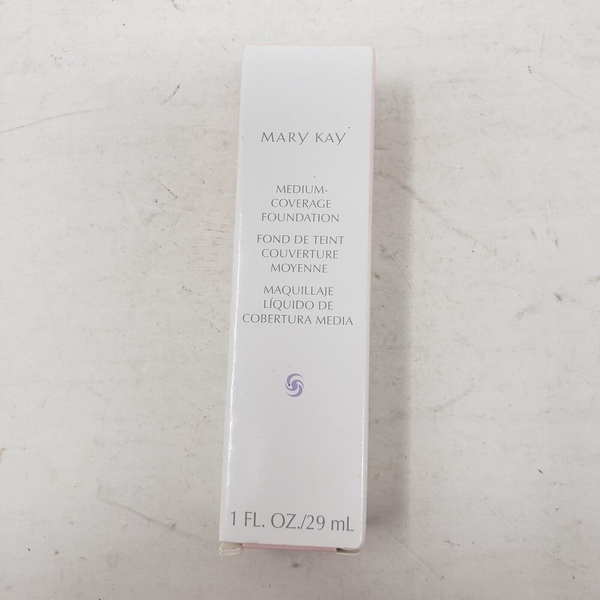 MARY KAY
MEDIUM-
COVERAGE
FOUNDATION
FOND DE TEINT
COUVERTURE
MOYENNE
MAQUILLAJE
LÍQUIDO DE
COBERTURA MEDIA
1 FL. OZ./29 mL